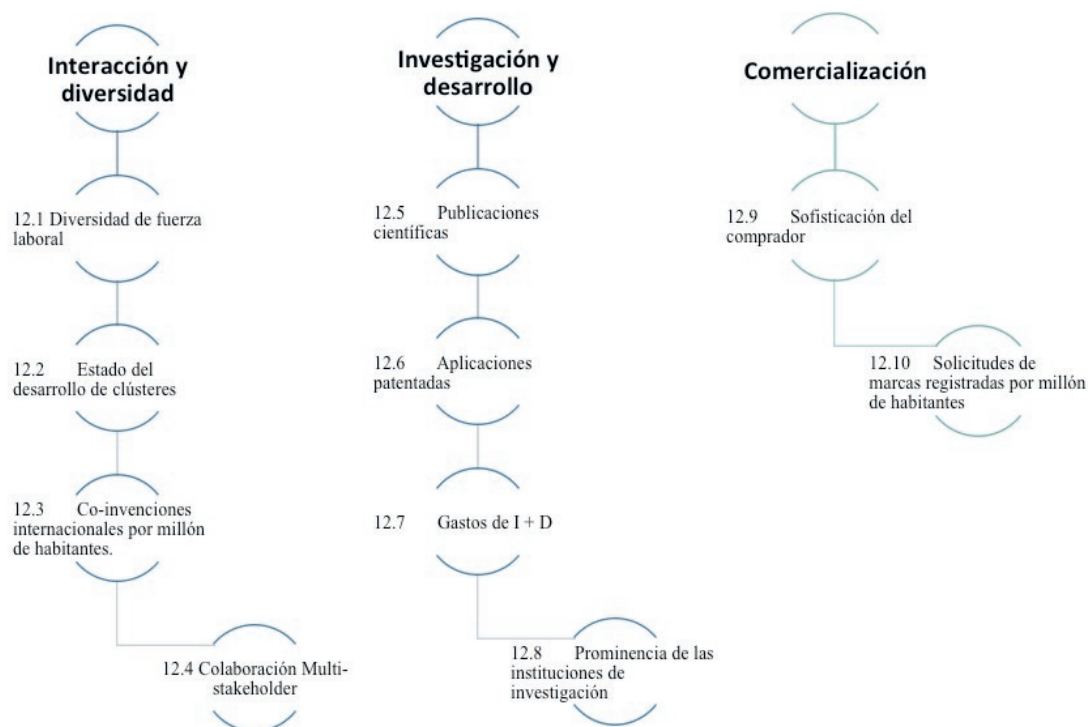 Interacción y
diversidad
12.1 Diversidad de fuerza
laboral
12.2 Estado del
desarrollo de clústeres
12.3 Co-invenciones
internacionales por millón
de habitantes.
12.4 Colaboración Multi-
stakeholder
Investigación y
desarrollo
12.5 Publicaciones
científicas
12.6 Aplicaciones
patentadas
12.7 Gastos de I + D
12.8 Prominencia de las
instituciones de
investigación
Comercialización
12.9 Sofisticación del
comprador
12.10 Solicitudes de
marcas registradas por millón
de habitantes